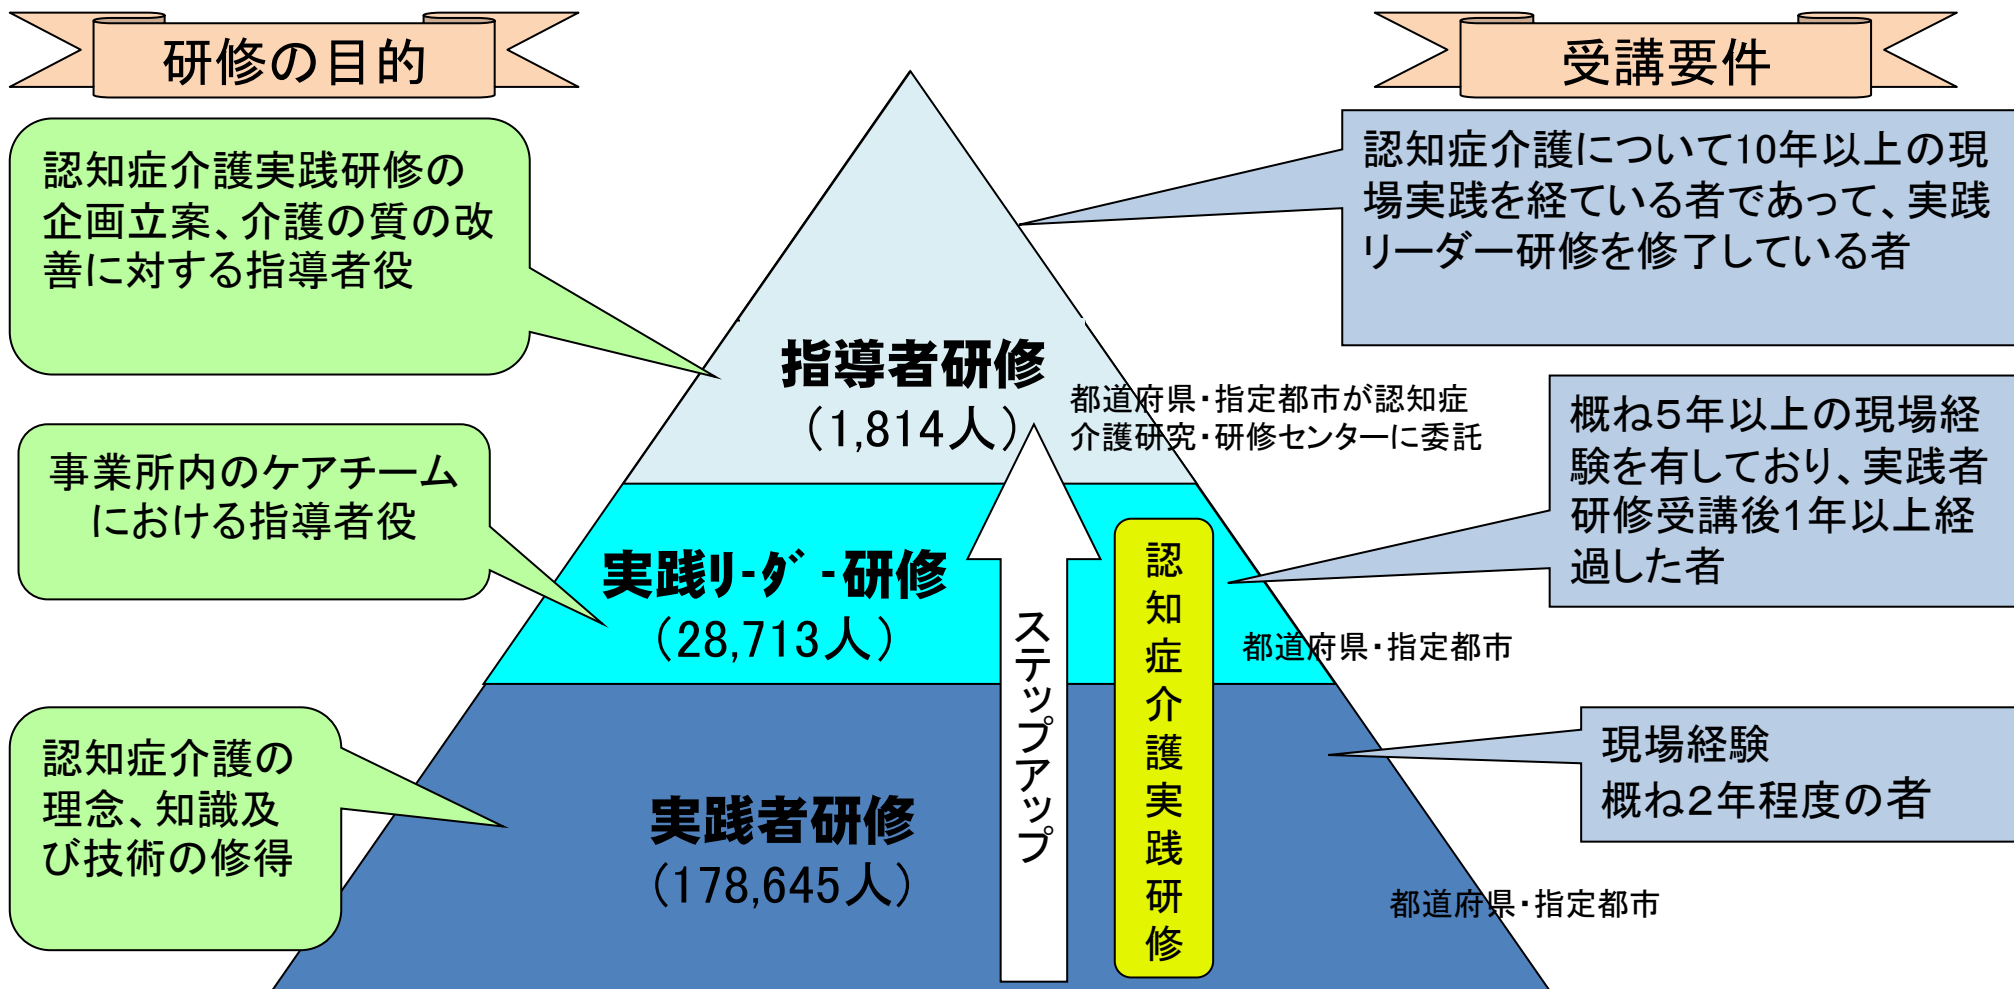 研修の目的
受講要件
認知症介護実践研修の
企画立案、介護の質の改
善に対する指導者役
認知症介護について10年以上の現
場実践を経ている者であって、実践
リーダー研修を修了している者
指導者研修
（1,814人）
都道府県・指定都市が認知症
介護研究・研修センターに委託
事業所内のケアチーム
における指導者役
概ね５年以上の現場経
験を有しており、実践者
研修受講後1年以上経
過した者
実践ﾘｰﾀﾞｰ研修
（28,713人）
都道府県・指定都市
ステップアップ
認知症介護実践研修
認知症介護の
理念、知識及
び技術の修得
実践者研修
（178,645人）
現場経験
概ね２年程度の者
都道府県・指定都市